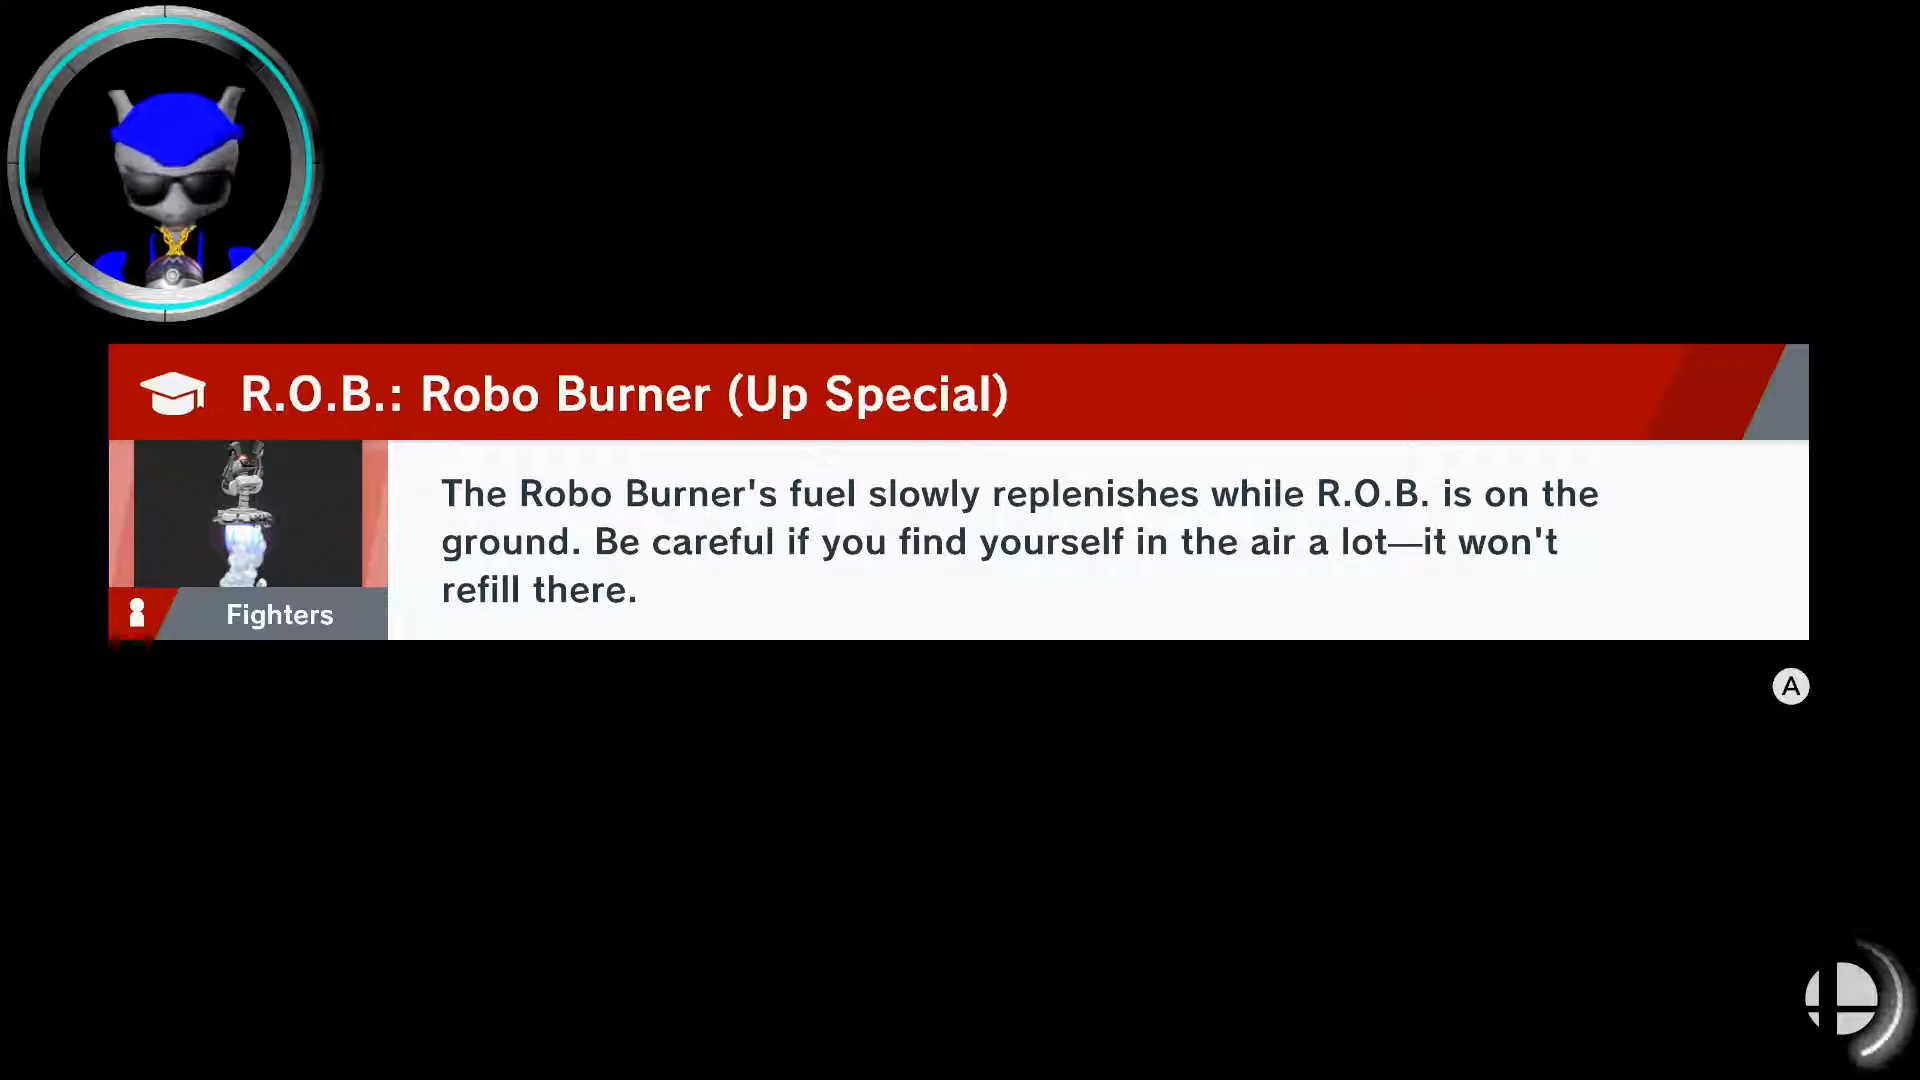 R.O.B.: Robo Burner (Up Special)
The Robo Burner's fuel slowly replenishes while R.O.B. is on the
ground. Be careful if you find yourself in the air a lot—it won't
refill there.
Fighters
A